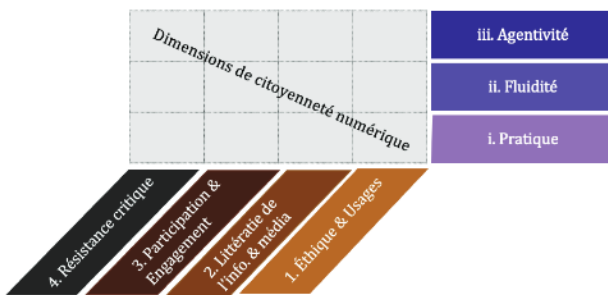 Dimensions de citoyenneté numérique
iii. Agentivité
ii. Fluidité
i. Pratique
4. Résistance critique
3. Participation &
Engagement
2. Littératie de
l'info. & média
1. Éthique & Usages